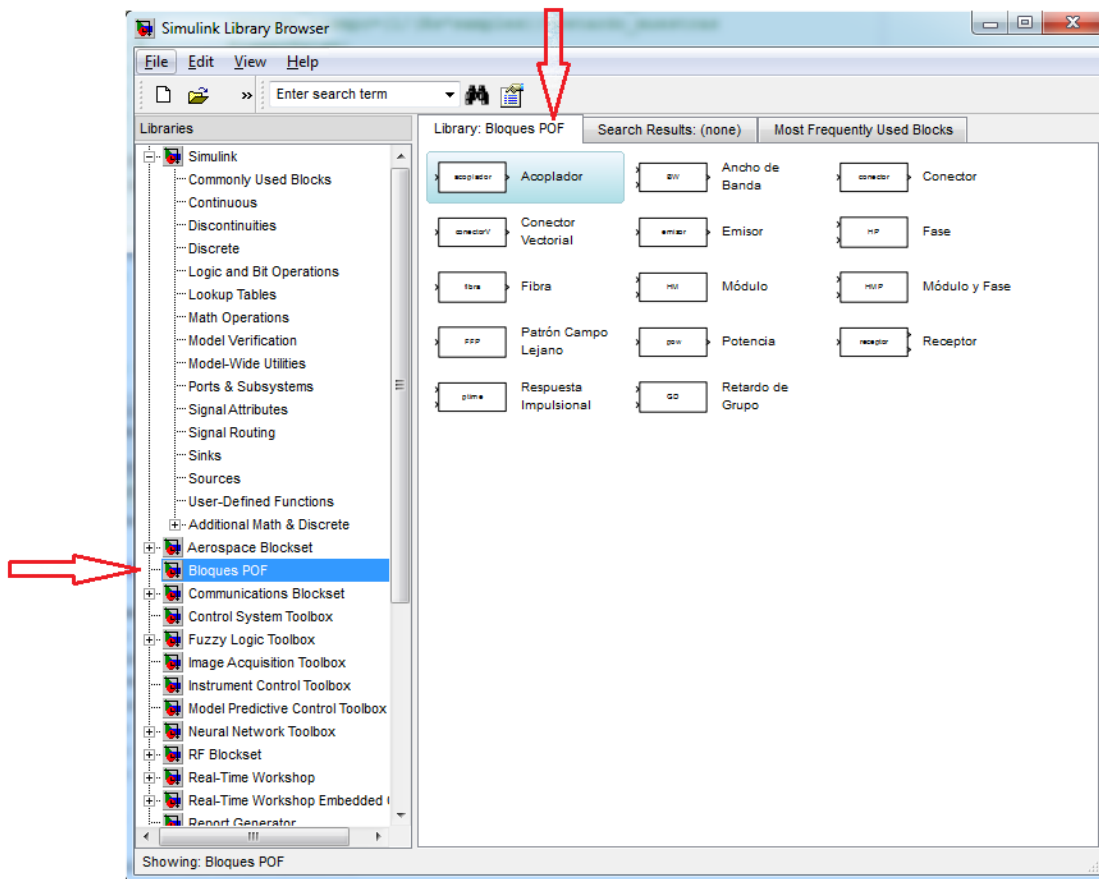 Simulink Library Browser
File Edit View Help
» Enter search term
Libraries
Library: Bloques POF Search Results: (none) Most Frequently Used Blocks
Simulink
Commonly Used Blocks
Continuous
Discontinuities
Discrete
Logic and Bit Operations
Lookup Tables
Math Operations
Model Verification
Model-Wide Utilities
Ports & Subsystems
Signal Attributes
Signal Routing
Sinks
Sources
User-Defined Functions
Additional Math & Discrete
Aerospace Blockset
Bloques POF
Communications Blockset
Control System Toolbox
Fuzzy Logic Toolbox
Image Acquisition Toolbox
Instrument Control Toolbox
Model Predictive Control Toolbox
Neural Network Toolbox
RF Blockset
Real-Time Workshop
Real-Time Workshop Embedded
Report Generator
acoplador Acoplador
BW Ancho de
Banda
conector Conector
conectorV Conector
Vectorial
emisor Emisor
HP Fase
fibra Fibra
HM Módulo
HMP Módulo y Fase
FFP Patrón Campo
Lejano
pow Potencia
receptor Receptor
ptime Respuesta
Impulsional
GD Retardo de
Grupo
Showing: Bloques POF